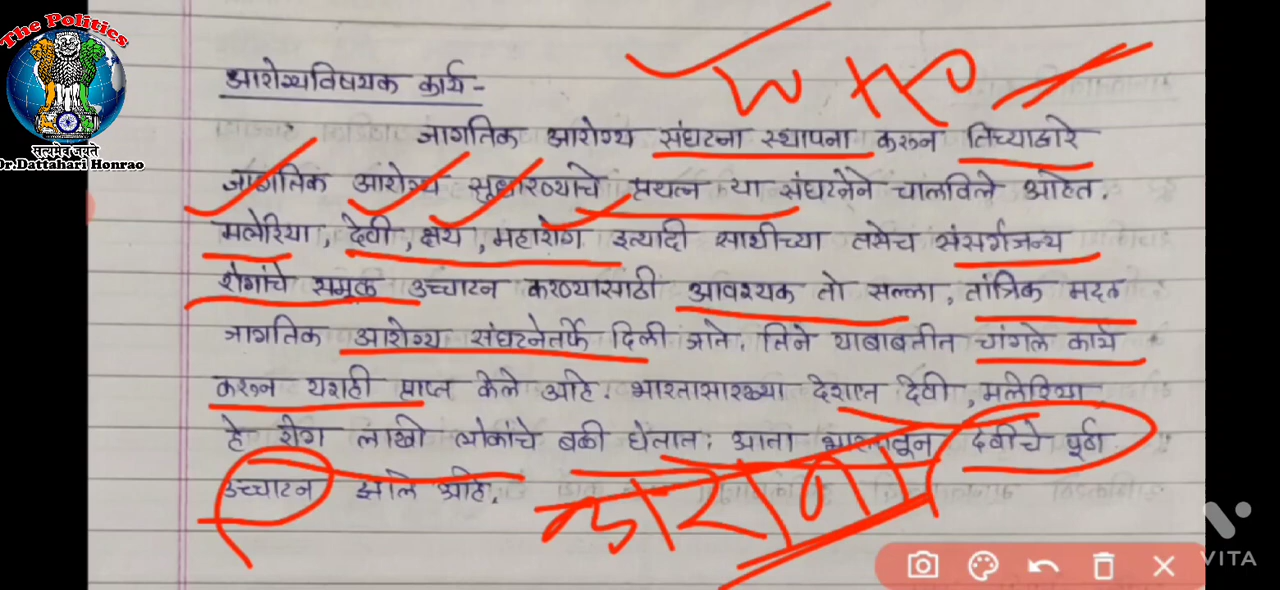 The Politics
सत्यमेव जयते
Dr.Dattahari Honrao
आरोग्यविषयक कार्य -
WHO
जागतिक आरोग्य संघटना स्थापना करून तिच्याद्वारे
जागतिक आरोग्य सुधारण्याचे प्रयत्न या संघटनेने चालविले आहेत.
मलेरिया, देवी, क्षय, महारोग इत्यादी साथीच्या तसेच संसर्गजन्य
रोगांचे समूळ उच्चाटन करण्यासाठी आवश्यक तो सल्ला, तांत्रिक मदत
जागतिक आरोग्य संघटनेतर्फे दिली जाते. तिने याबाबतीत चांगले कार्य
करून यशही प्राप्त केले आहे. भारतासारख्या देशात देवी, मलेरिया
हे रोग लाखो लोकांचे बळी घेतात. आता भारतातून देवीचे पूर्ण
उच्चाटन झाले आहे.
कोरोना
VITA